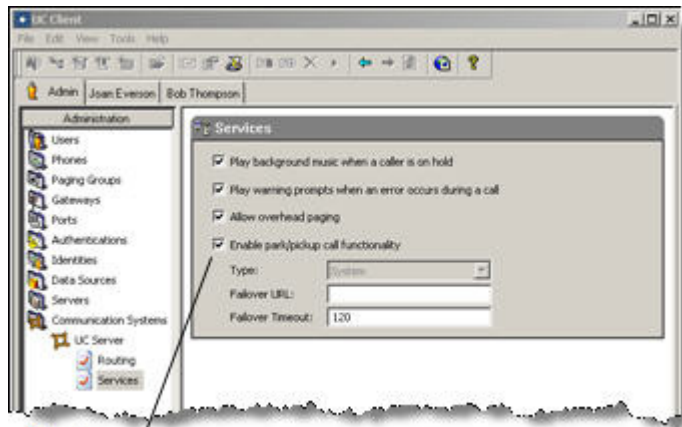 UC Client
File Edit View Tools Help
Admin Joan Everson Bob Thompson
Administration
Users
Phones
Paging Groups
Gateways
Ports
Authentications
Identities
Data Sources
Servers
Communication Systems
UC Server
Routing
Services
Services
Play background music when a caller is on hold
Play warning prompts when an error occurs during a call
Allow overhead paging
Enable park/pickup call functionality
Type: System
Failover URL:
Failover Timeout: 120